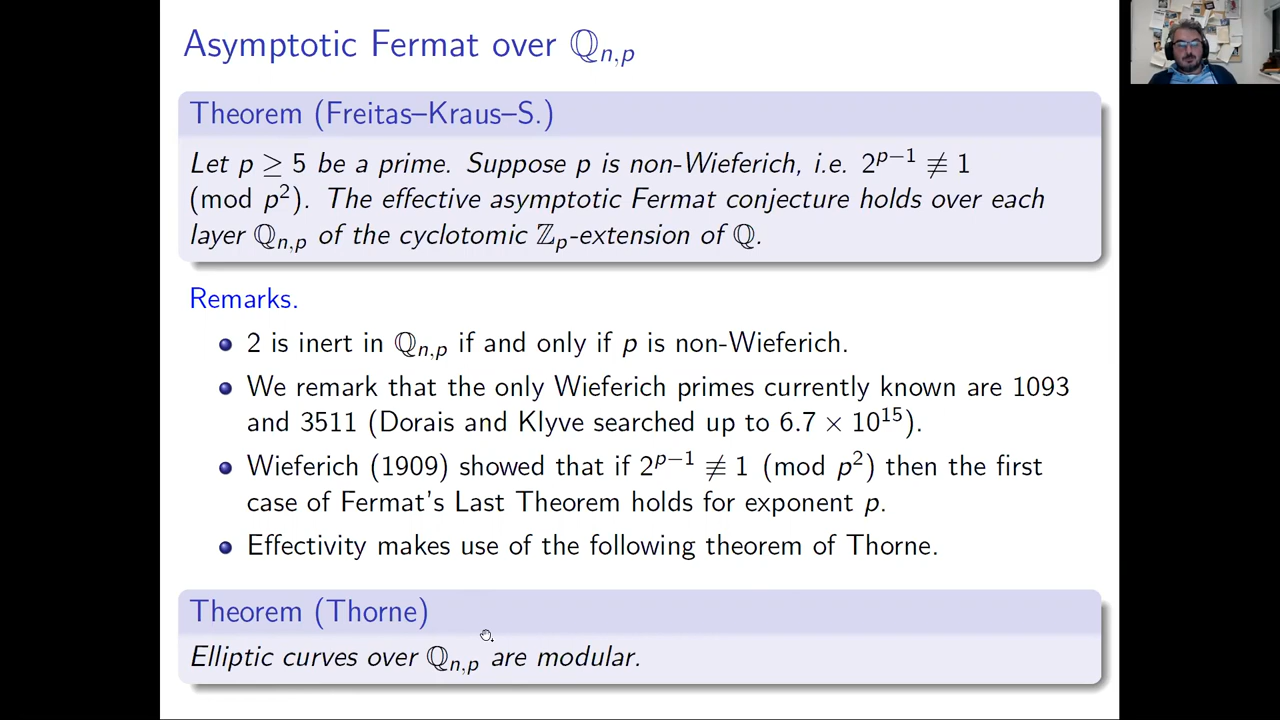 Asymptotic Fermat over ℚ_{n,p}
Theorem (Freitas–Kraus–S.)
Let p ≥ 5 be a prime. Suppose p is non-Wieferich, i.e. 2^{p−1} ≢ 1
(mod p²). The effective asymptotic Fermat conjecture holds over each
layer ℚ_{n,p} of the cyclotomic ℤ_p-extension of ℚ.
Remarks.
2 is inert in ℚ_{n,p} if and only if p is non-Wieferich.
We remark that the only Wieferich primes currently known are 1093
and 3511 (Dorais and Klyve searched up to 6.7 × 10^{15}).
Wieferich (1909) showed that if 2^{p−1} ≢ 1 (mod p²) then the first
case of Fermat's Last Theorem holds for exponent p.
Effectivity makes use of the following theorem of Thorne.
Theorem (Thorne)
Elliptic curves over ℚ_{n,p} are modular.